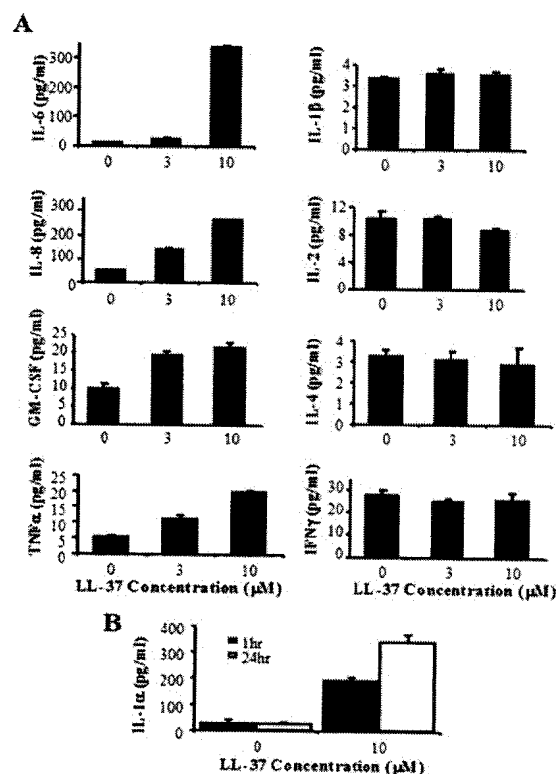 A
IL-6 (pg/ml)
300
200
100
0
0 3 10
IL-1β (pg/ml)
4
3
2
1
0
0 3 10
IL-8 (pg/ml)
300
200
100
0
0 3 10
IL-2 (pg/ml)
12
8
4
0
0 3 10
GM-CSF (pg/ml)
25
20
15
10
5
0
0 3 10
IL-4 (pg/ml)
4
3
2
1
0
0 3 10
TNFα (pg/ml)
25
20
15
10
5
0
0 3 10
LL-37 Concentration (µM)
IFNγ (pg/ml)
30
20
10
0
0 3 10
LL-37 Concentration (µM)
B
IL-1α (pg/ml)
400
300
200
100
0
1hr
24hr
0 10
LL-37 Concentration (µM)